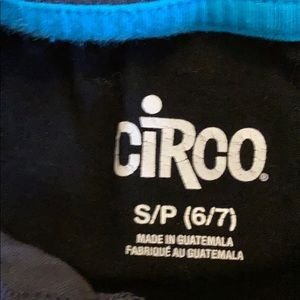 CiRCO®
S/P (6/7)
MADE IN GUATEMALA
FABRIQUÉ AU GUATEMALA